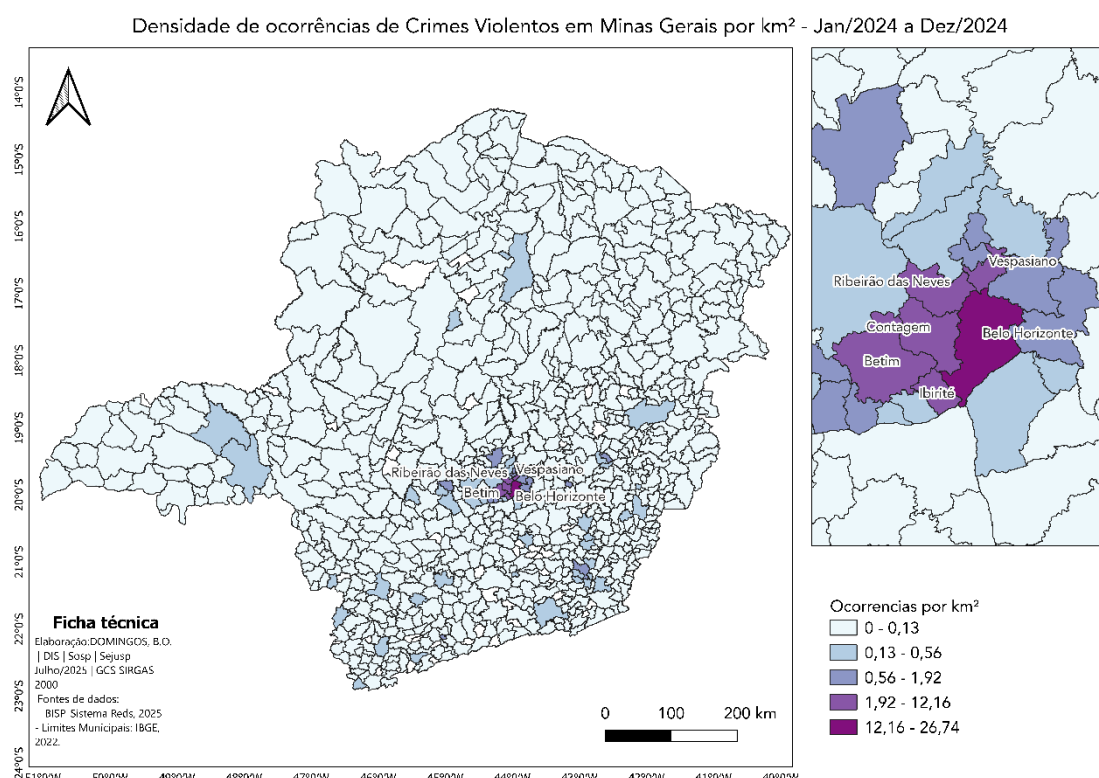 Densidade de ocorrências de Crimes Violentos em Minas Gerais por km² - Jan/2024 a Dez/2024
14°0'S
15°0'S
16°0'S
17°0'S
18°0'S
19°0'S
20°0'S
21°0'S
22°0'S
23°0'S
24°0'S
Ribeirão das Neves
Vespasiano
Betim
Belo Horizonte
Vespasiano
Ribeirão das Neves
Contagem
Belo Horizonte
Betim
Ibirité
Ficha técnica
Elaboração:DOMINGOS, B.O.
| DIS | Sosp | Sejusp
Julho/2025 | GCS SIRGAS
2000
Fontes de dados:
BISP Sistema Reds, 2025
- Limites Municipais: IBGE,
2022.
0 100 200 km
Ocorrencias por km²
0 - 0,13
0,13 - 0,56
0,56 - 1,92
1,92 - 12,16
12,16 - 26,74